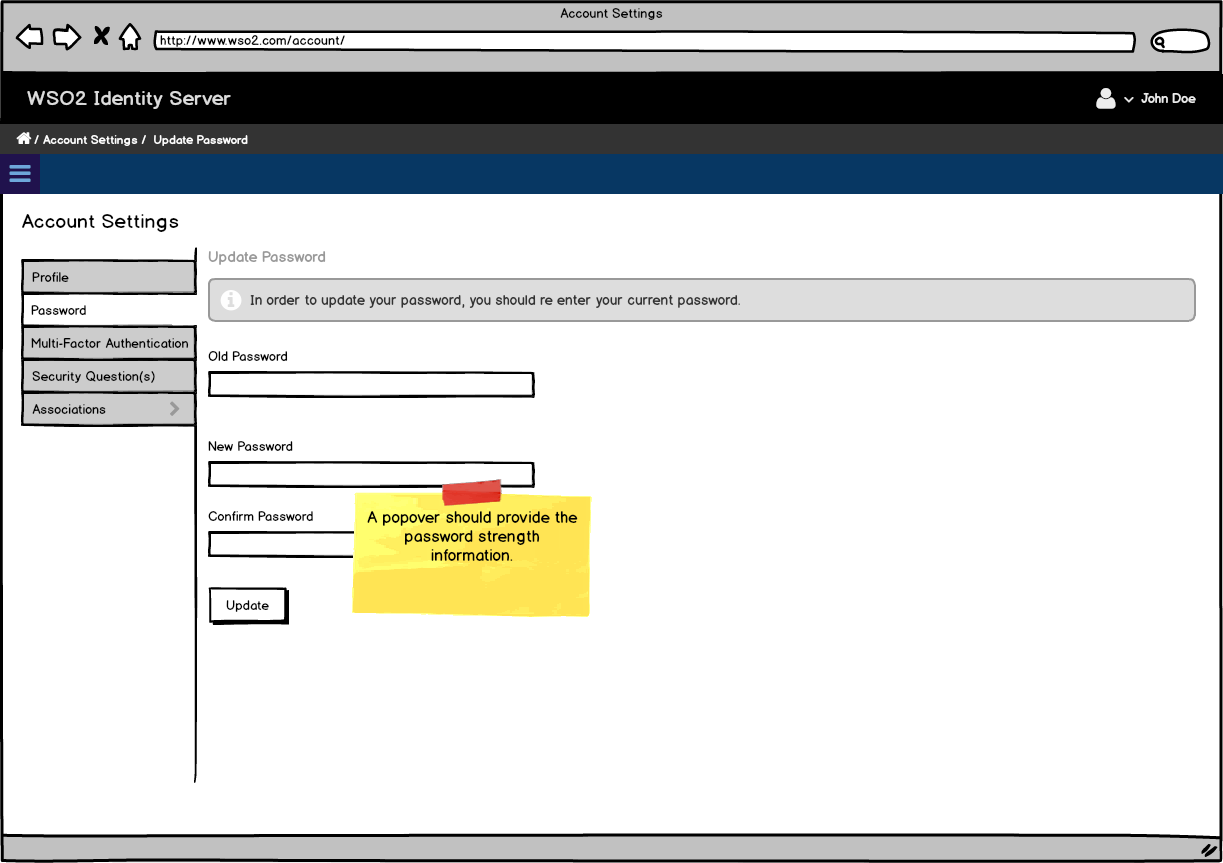 Account Settings
http://www.wso2.com/account/
WSO2 Identity Server
John Doe
/ Account Settings / Update Password
Account Settings
Profile
Password
Multi-Factor Authentication
Security Question(s)
Associations
Update Password
In order to update your password, you should re enter your current password.
Old Password
New Password
Confirm Password
A popover should provide the
password strength
information.
Update